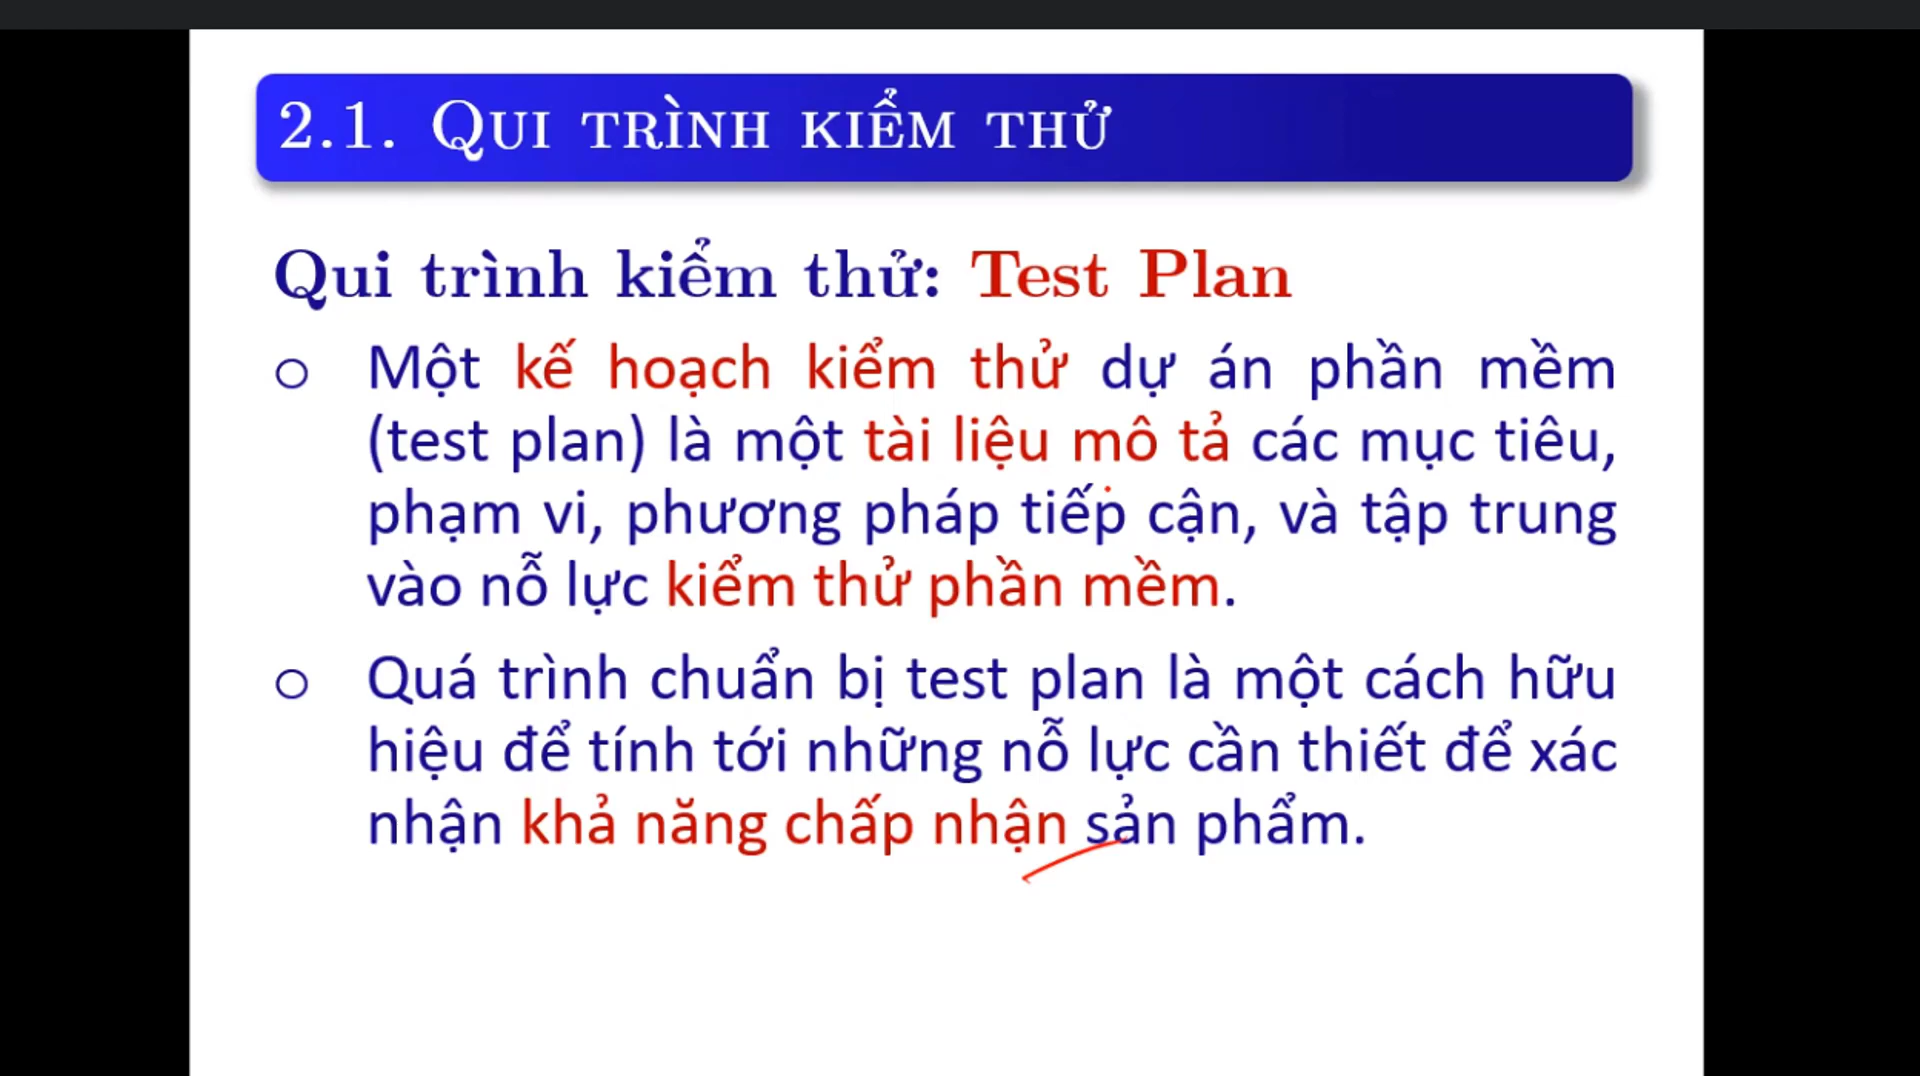 2.1. Qui trình kiểm thử
Qui trình kiểm thử: Test Plan
Một kế hoạch kiểm thử dự án phần mềm
(test plan) là một tài liệu mô tả các mục tiêu,
phạm vi, phương pháp tiếp cận, và tập trung
vào nỗ lực kiểm thử phần mềm.
Quá trình chuẩn bị test plan là một cách hữu
hiệu để tính tới những nỗ lực cần thiết để xác
nhận khả năng chấp nhận sản phẩm.